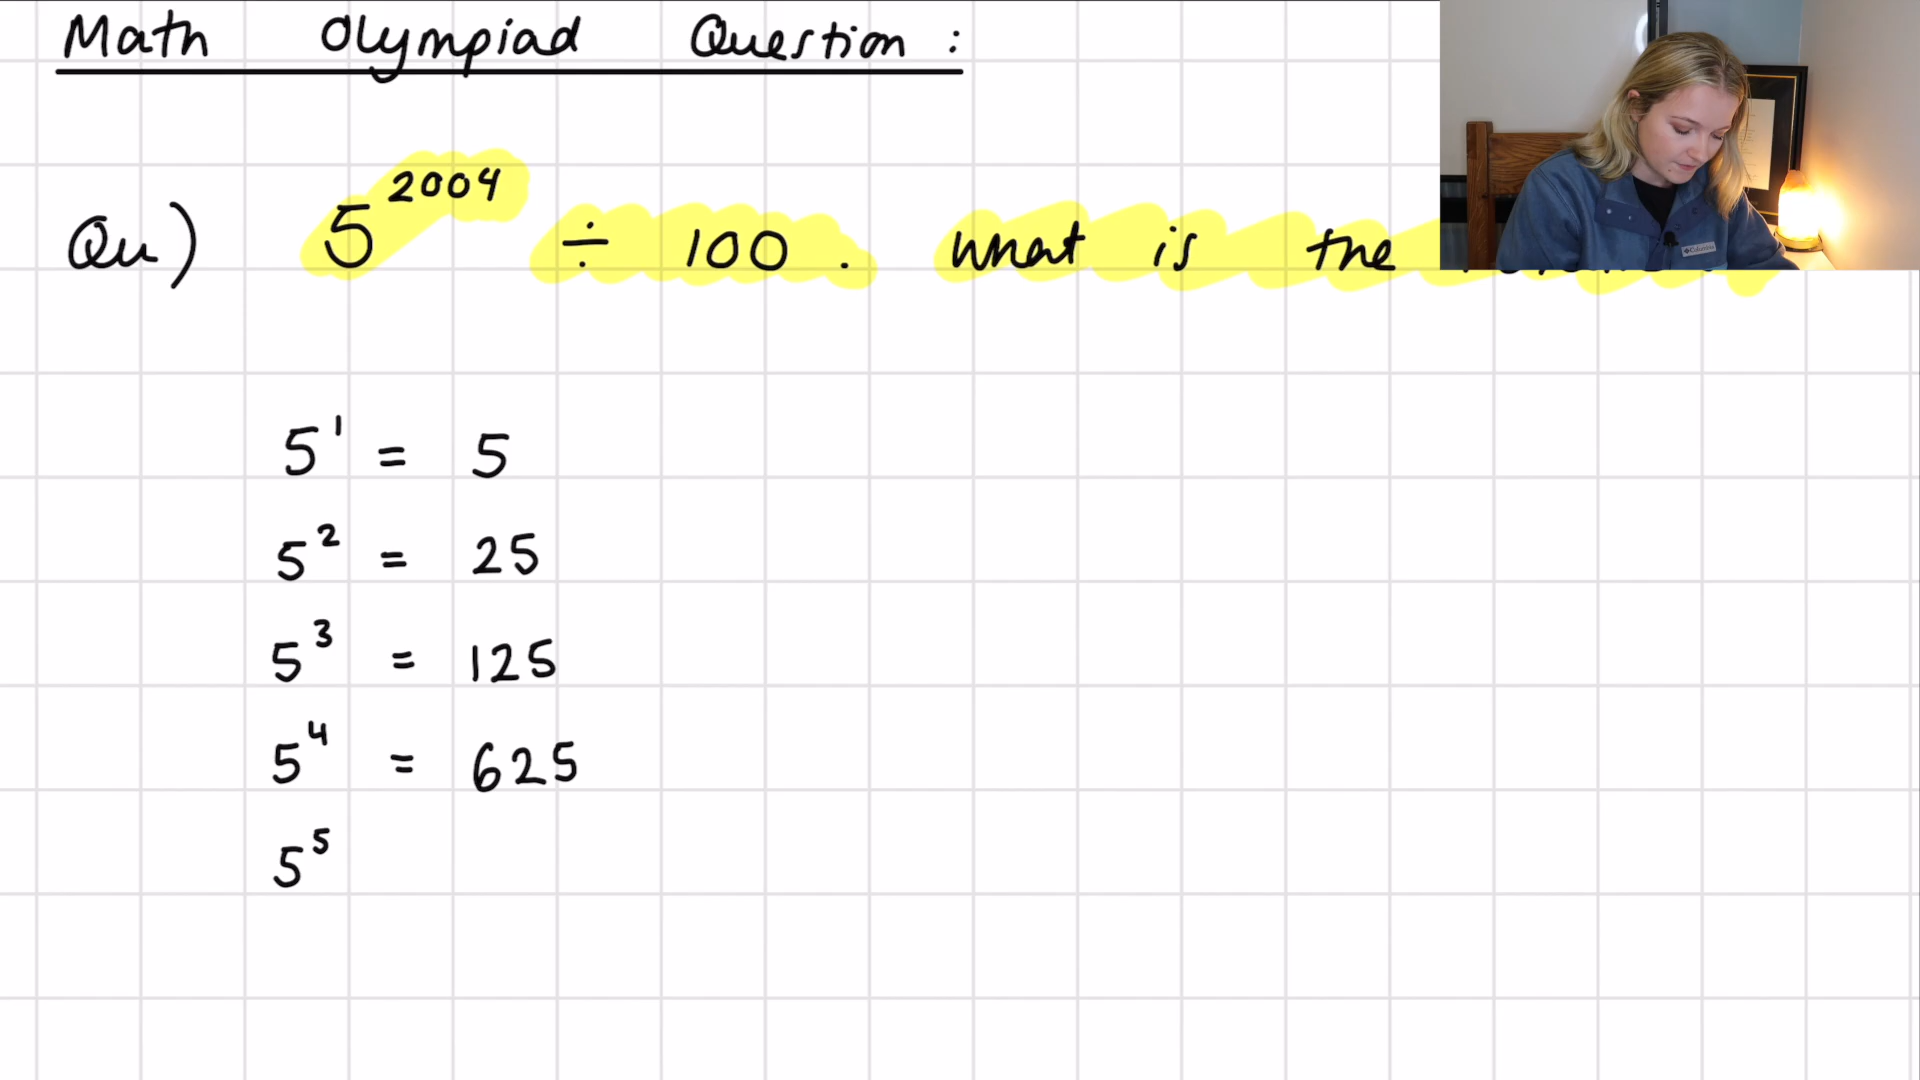 Math Olympiad Question :
Qu) 5^2004 ÷ 100 . What is the
5^1 = 5
5^2 = 25
5^3 = 125
5^4 = 625
5^5
Columbia